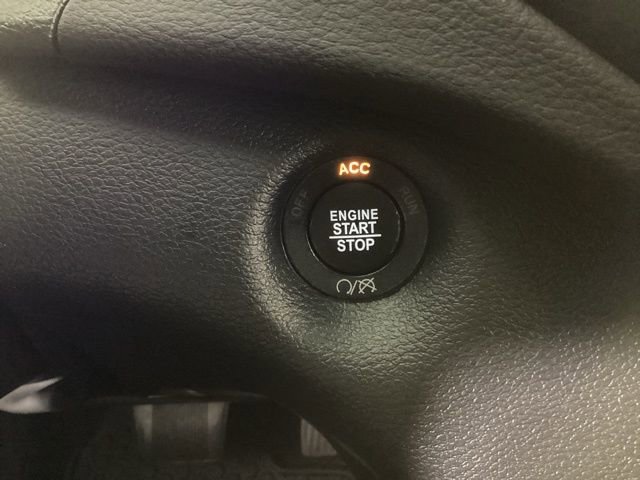 ACC
OFF
RUN
ENGINE
START
STOP